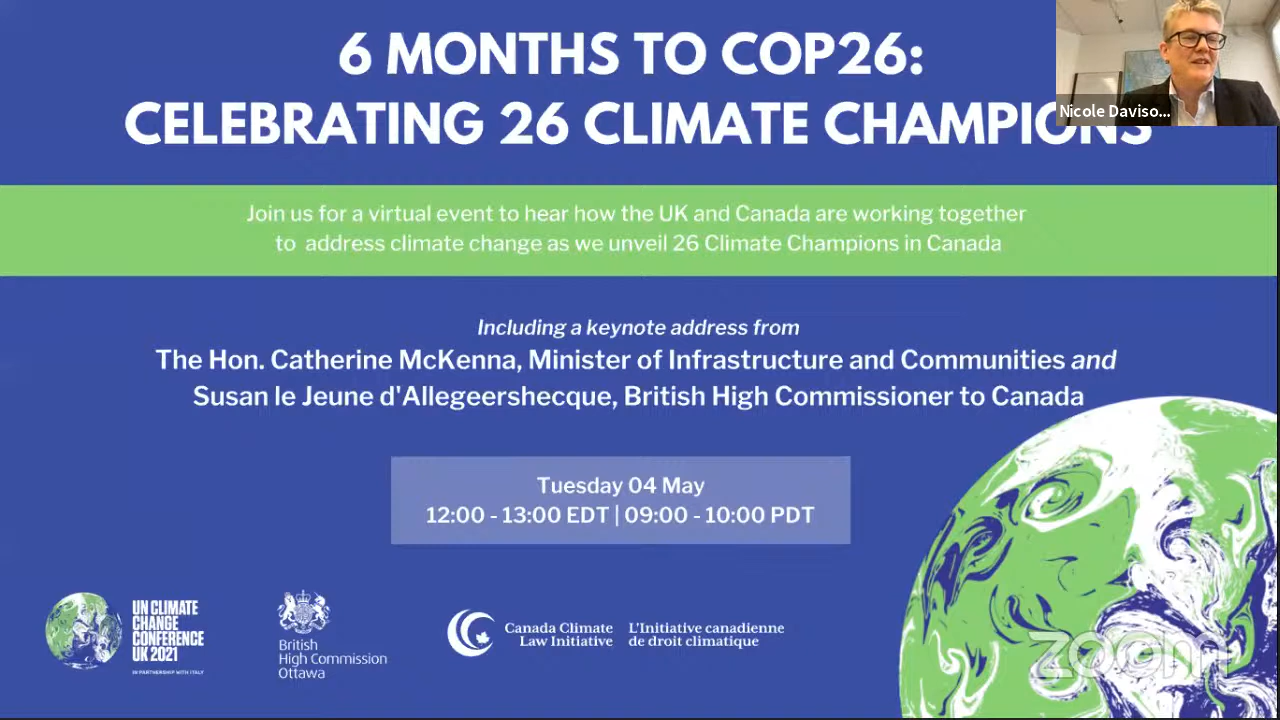 6 MONTHS TO COP26:
CELEBRATING 26 CLIMATE CHAMPIONS
Nicole Daviso...
Join us for a virtual event to hear how the UK and Canada are working together
to address climate change as we unveil 26 Climate Champions in Canada
Including a keynote address from
The Hon. Catherine McKenna, Minister of Infrastructure and Communities and
Susan le Jeune d'Allegeershecque, British High Commissioner to Canada
Tuesday 04 May
12:00 - 13:00 EDT | 09:00 - 10:00 PDT
UN CLIMATE
CHANGE
CONFERENCE
UK 2021
IN PARTNERSHIP WITH ITALY
British
High Commission
Ottawa
Canada Climate
Law Initiative
L'Initiative canadienne
de droit climatique
zoom